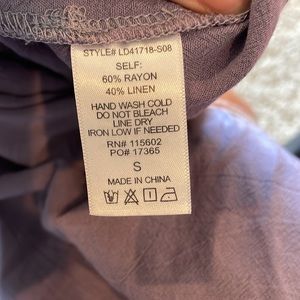 STYLE# LD41718-S08
SELF:
60% RAYON
40% LINEN
HAND WASH COLD
DO NOT BLEACH
LINE DRY
IRON LOW IF NEEDED
RN# 115602
PO# 17365
S
MADE IN CHINA